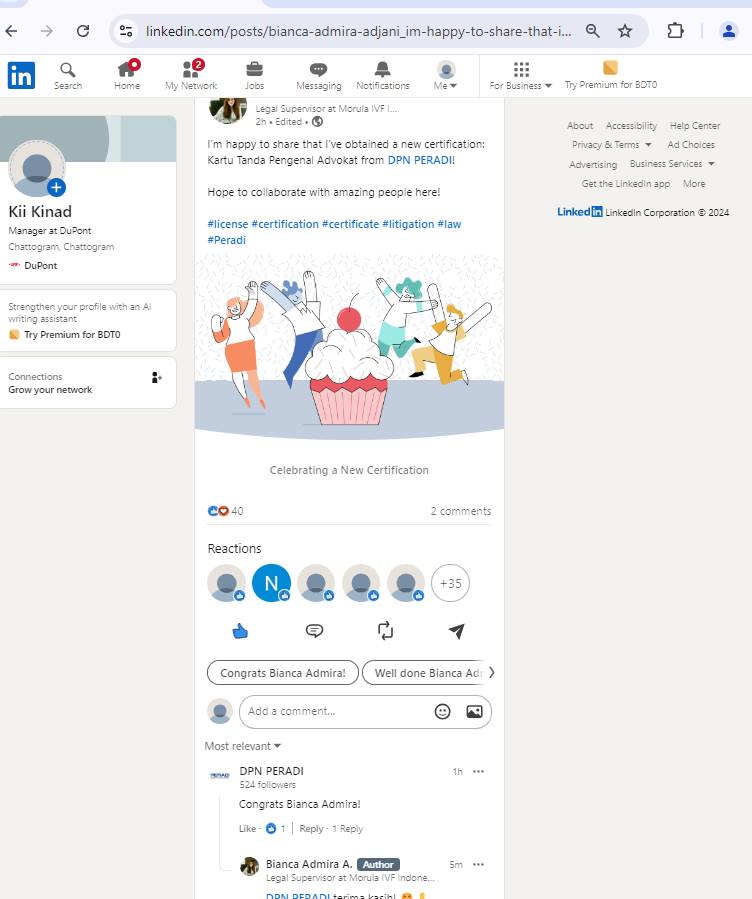 linkedin.com/posts/bianca-admira-adjani_im-happy-to-share-that-i...
in
Search
Home
2
My Network
Jobs
Messaging
Notifications
Me
For Business
Try Premium for BDT0
Kii Kinad
Manager at DuPont
Chattogram, Chattogram
DuPont
Strengthen your profile with an AI
writing assistant
Try Premium for BDT0
Connections
Grow your network
Legal Supervisor at Morula IVF I...
2h • Edited •
I'm happy to share that I've obtained a new certification:
Kartu Tanda Pengenal Advokat from DPN PERADI!
Hope to collaborate with amazing people here!
#license #certification #certificate #litigation #law
#Peradi
Celebrating a New Certification
40
2 comments
Reactions
N
+35
Congrats Bianca Admira!
Well done Bianca Adr
Add a comment...
Most relevant
PERADI
DPN PERADI
1h
524 followers
Congrats Bianca Admira!
Like · 1 | Reply · 1 Reply
Bianca Admira A. Author
5m
Legal Supervisor at Morula IVF Indone...
DPN PERADI terima kasih!
About Accessibility Help Center
Privacy & Terms Ad Choices
Advertising Business Services
Get the LinkedIn app More
LinkedIn LinkedIn Corporation © 2024